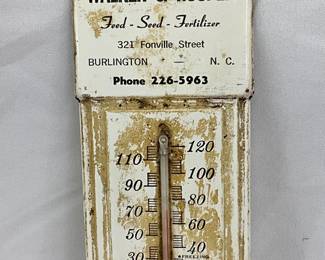 Feed - Seed - Fertilizer
321 Fonville Street
BURLINGTON — N. C.
Phone 226-5963
120
110
100
90
80
70
60
50
40
30
FREEZING